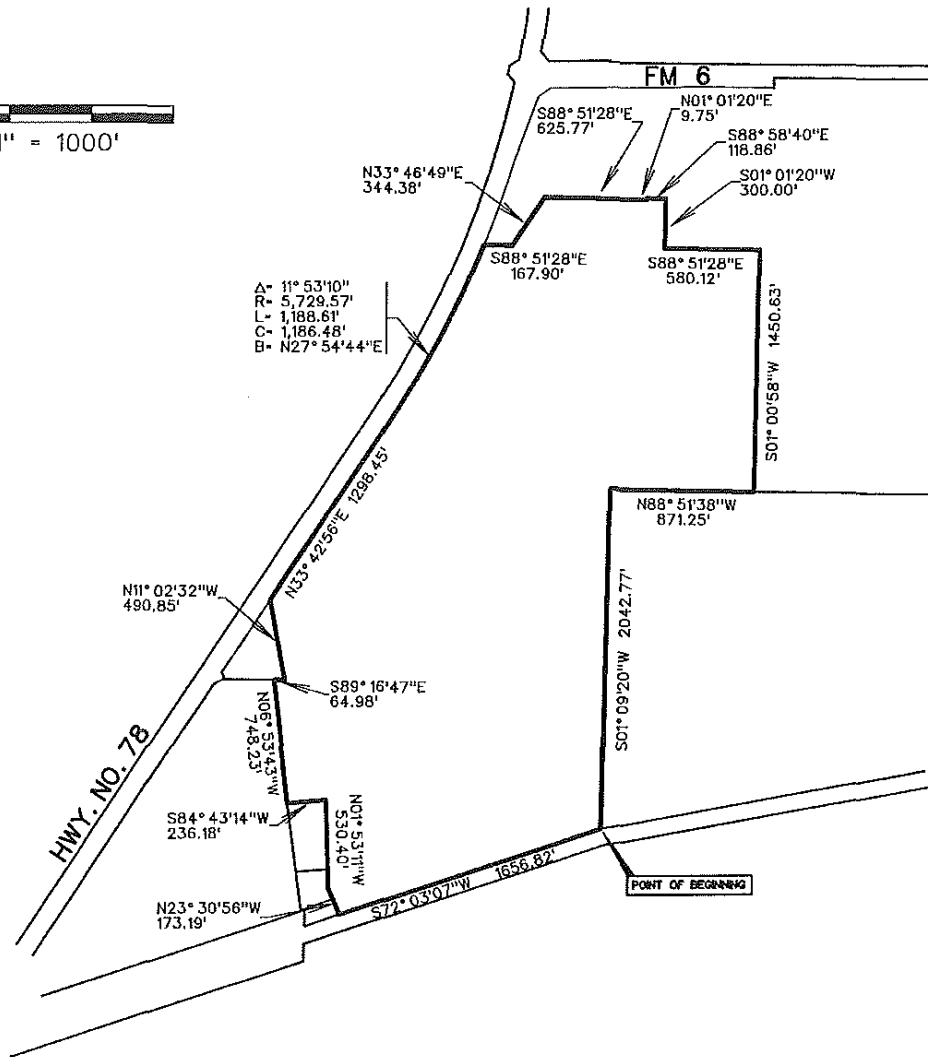 FM 6
1" = 1000'
S88° 51'28"E
625.77'
N01° 01'20"E
9.75'
S88° 58'40"E
118.86'
S01° 01'20"W
300.00'
N33° 46'49"E
344.38'
S88° 51'28"E
167.90'
S88° 51'28"E
580.12'
Δ= 11° 53'10"
R= 5,729.57'
L= 1,188.61'
C= 1,186.48'
B= N27° 54'44"E
S01° 00'58"W 1450.63'
N33° 42'56"E 1298.45'
N88° 51'38"W
871.25'
N11° 02'32"W
490.85'
S01° 09'20"W 2042.77'
S89° 16'47"E
64.98'
N06° 53'43"W
748.23'
HWY. NO. 78
S84° 43'14"W
236.18'
N01° 53'11"W
530.40'
N23° 30'56"W
173.19'
S72° 03'07"W 1656.82'
POINT OF BEGINNING